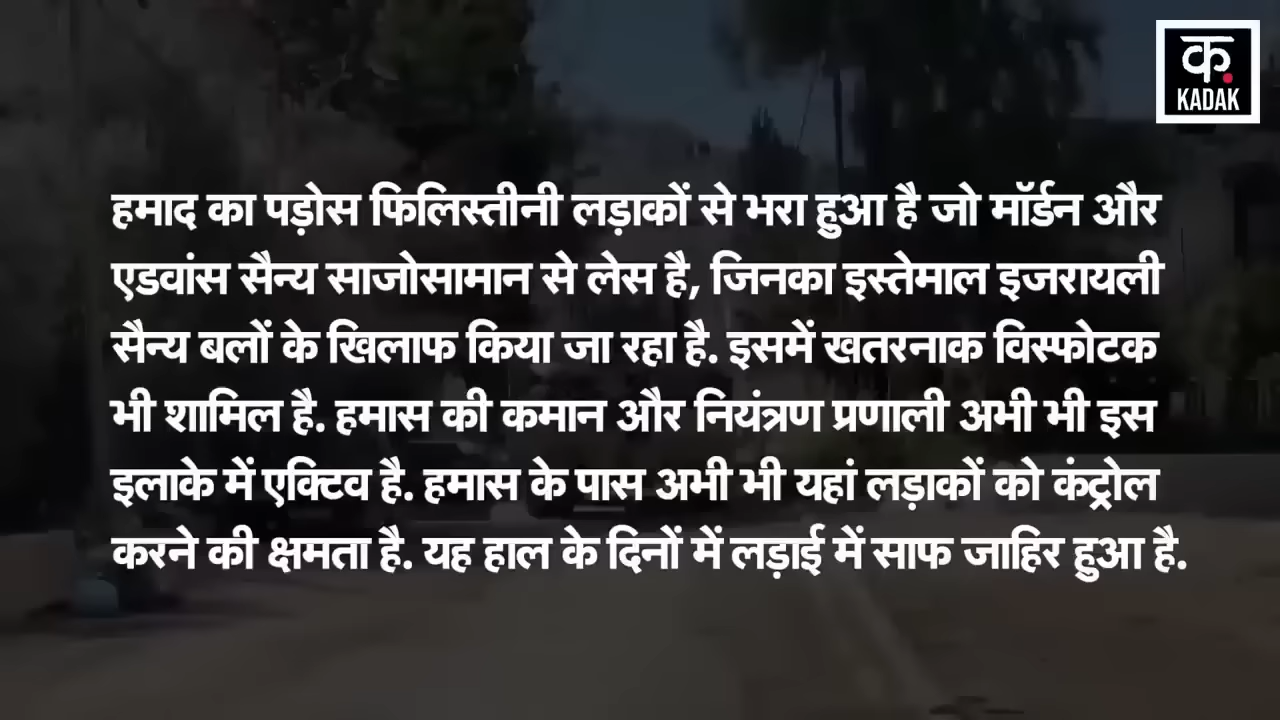 क.
KADAK
हमाद का पड़ोस फिलिस्तीनी लड़ाकों से भरा हुआ है जो मॉर्डन और
एडवांस सैन्य साजोसामान से लेस है, जिनका इस्तेमाल इजरायली
सैन्य बलों के खिलाफ किया जा रहा है. इसमें खतरनाक विस्फोटक
भी शामिल है. हमास की कमान और नियंत्रण प्रणाली अभी भी इस
इलाके में एक्टिव है. हमास के पास अभी भी यहां लड़ाकों को कंट्रोल
करने की क्षमता है. यह हाल के दिनों में लड़ाई में साफ जाहिर हुआ है.